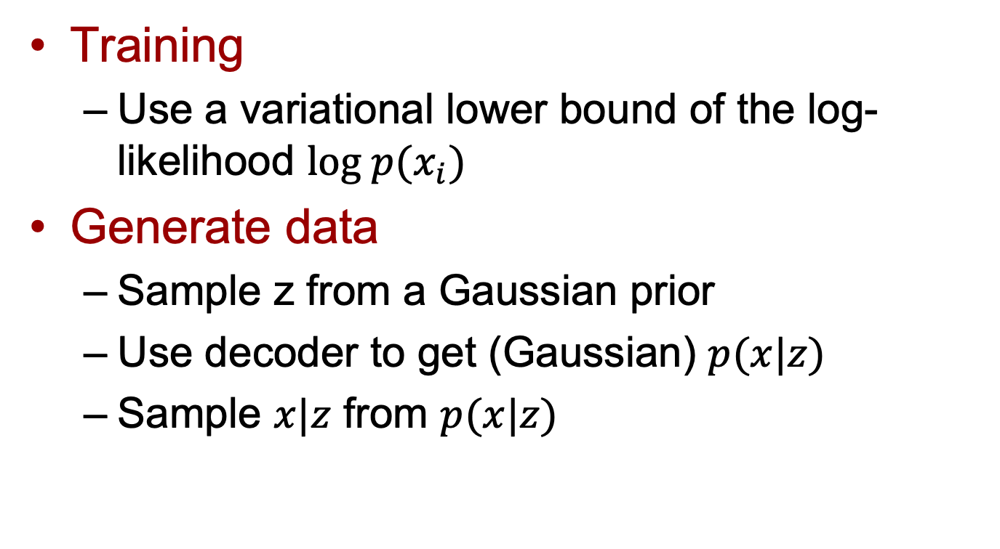 • Training
– Use a variational lower bound of the log-
likelihood log p(xᵢ)
• Generate data
– Sample z from a Gaussian prior
– Use decoder to get (Gaussian) p(x|z)
– Sample x|z from p(x|z)